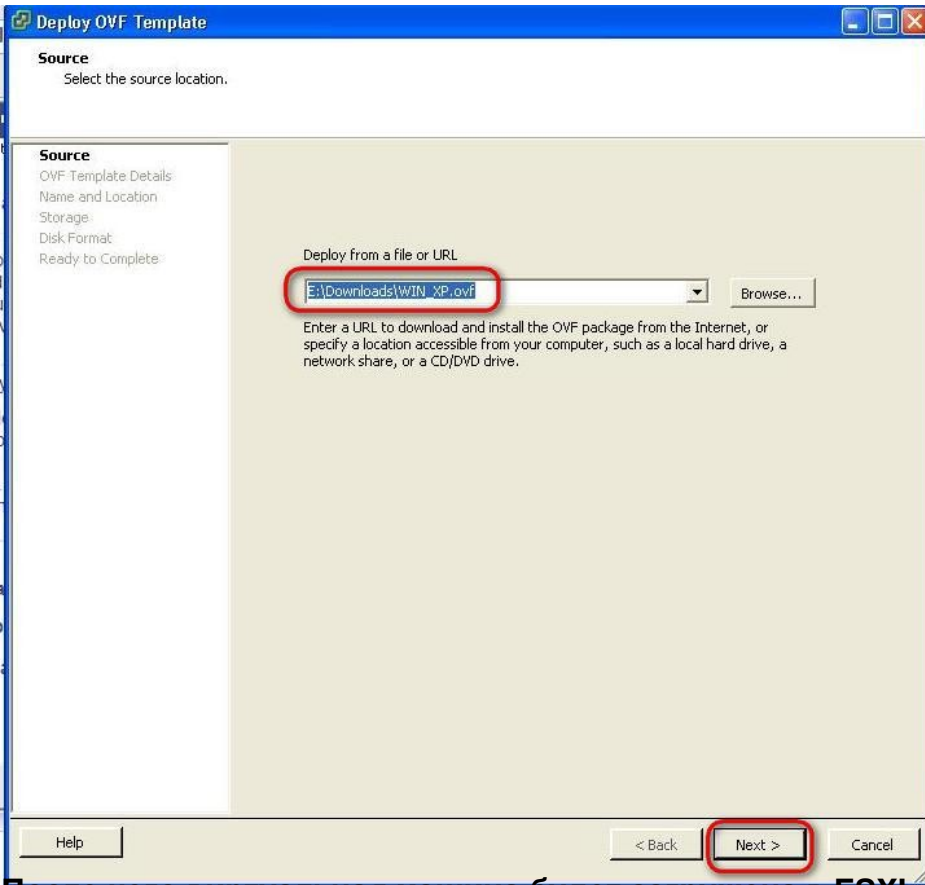 Deploy OVF Template
Source
Select the source location.
Source
OVF Template Details
Name and Location
Storage
Disk Format
Ready to Complete
Deploy from a file or URL
E:\Downloads\WIN_XP.ovf
Browse...
Enter a URL to download and install the OVF package from the Internet, or
specify a location accessible from your computer, such as a local hard drive, a
network share, or a CD/DVD drive.
Help
< Back
Next >
Cancel